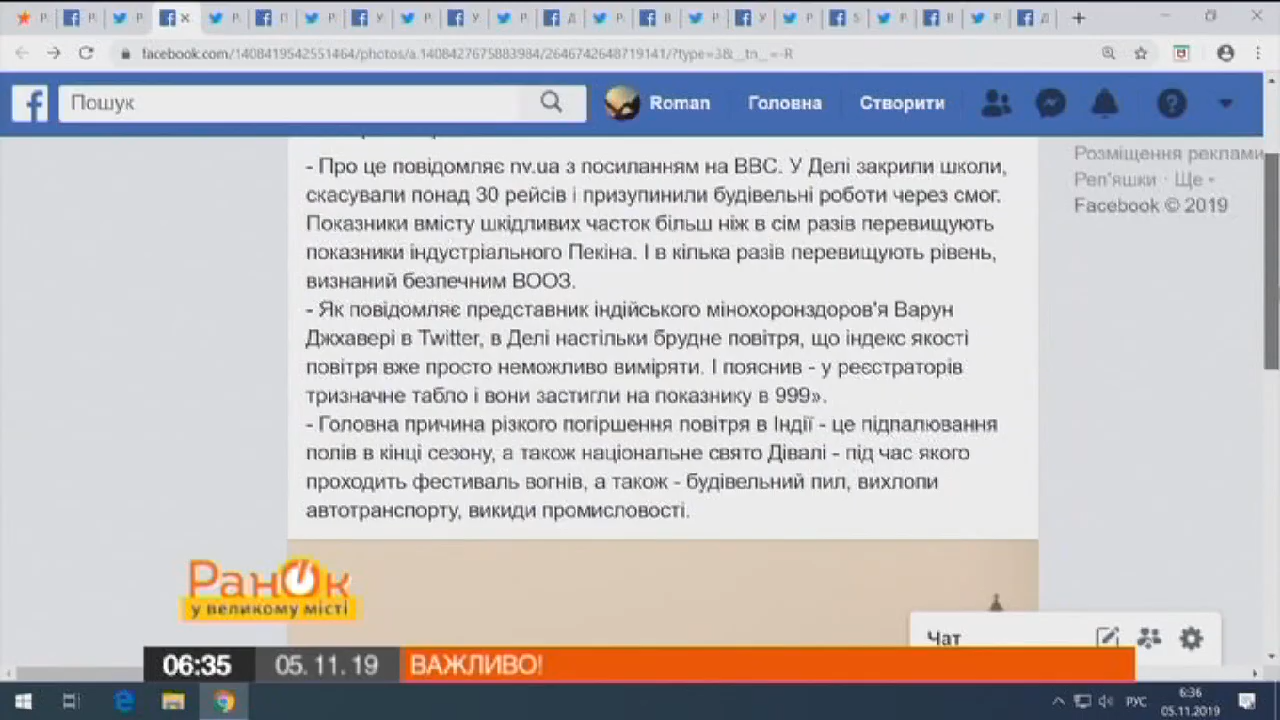 facebook.com/1408419542551464/photos/a.1408427675883984/2646742648719141/?type=3&__tn__=-R
Пошук
Roman
Головна
Створити
- Про це повідомляє nv.ua з посиланням на BBC. У Делі закрили школи,
скасували понад 30 рейсів і призупинили будівельні роботи через смог.
Показники вмісту шкідливих часток більш ніж в сім разів перевищують
показники індустріального Пекіна. І в кілька разів перевищують рівень,
визнаний безпечним ВООЗ.
- Як повідомляє представник індійського мінохоронздоров'я Варун
Джхавері в Twitter, в Делі настільки брудне повітря, що індекс якості
повітря вже просто неможливо виміряти. І пояснив - у реєстраторів
тризначне табло і вони застигли на показнику в 999».
- Головна причина різкого погіршення повітря в Індії - це підпалювання
полів в кінці сезону, а також національне свято Дівалі - під час якого
проходить фестиваль вогнів, а також - будівельний пил, вихлопи
автотранспорту, викиди промисловості.
Розміщення реклами
Реп'яшки · Ще
Facebook © 2019
Ранок
у великому місті
Чат
06:35
05.11.19
ВАЖЛИВО!
РУС
6:36
05.11.2019